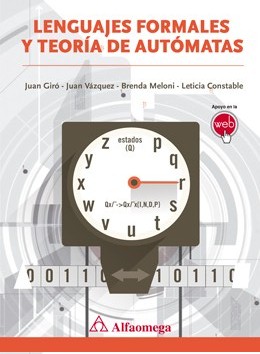 LENGUAJES FORMALES
Y TEORÍA DE AUTÓMATAS
Juan Giró · Juan Vázquez · Brenda Meloni · Leticia Constable
Apoyo en la
web
estados
(Q)
z p
y q
x r
w s
v u t
Qx/˜->Qx/˜x{I,N,D,P}
00110 10110
Alfaomega